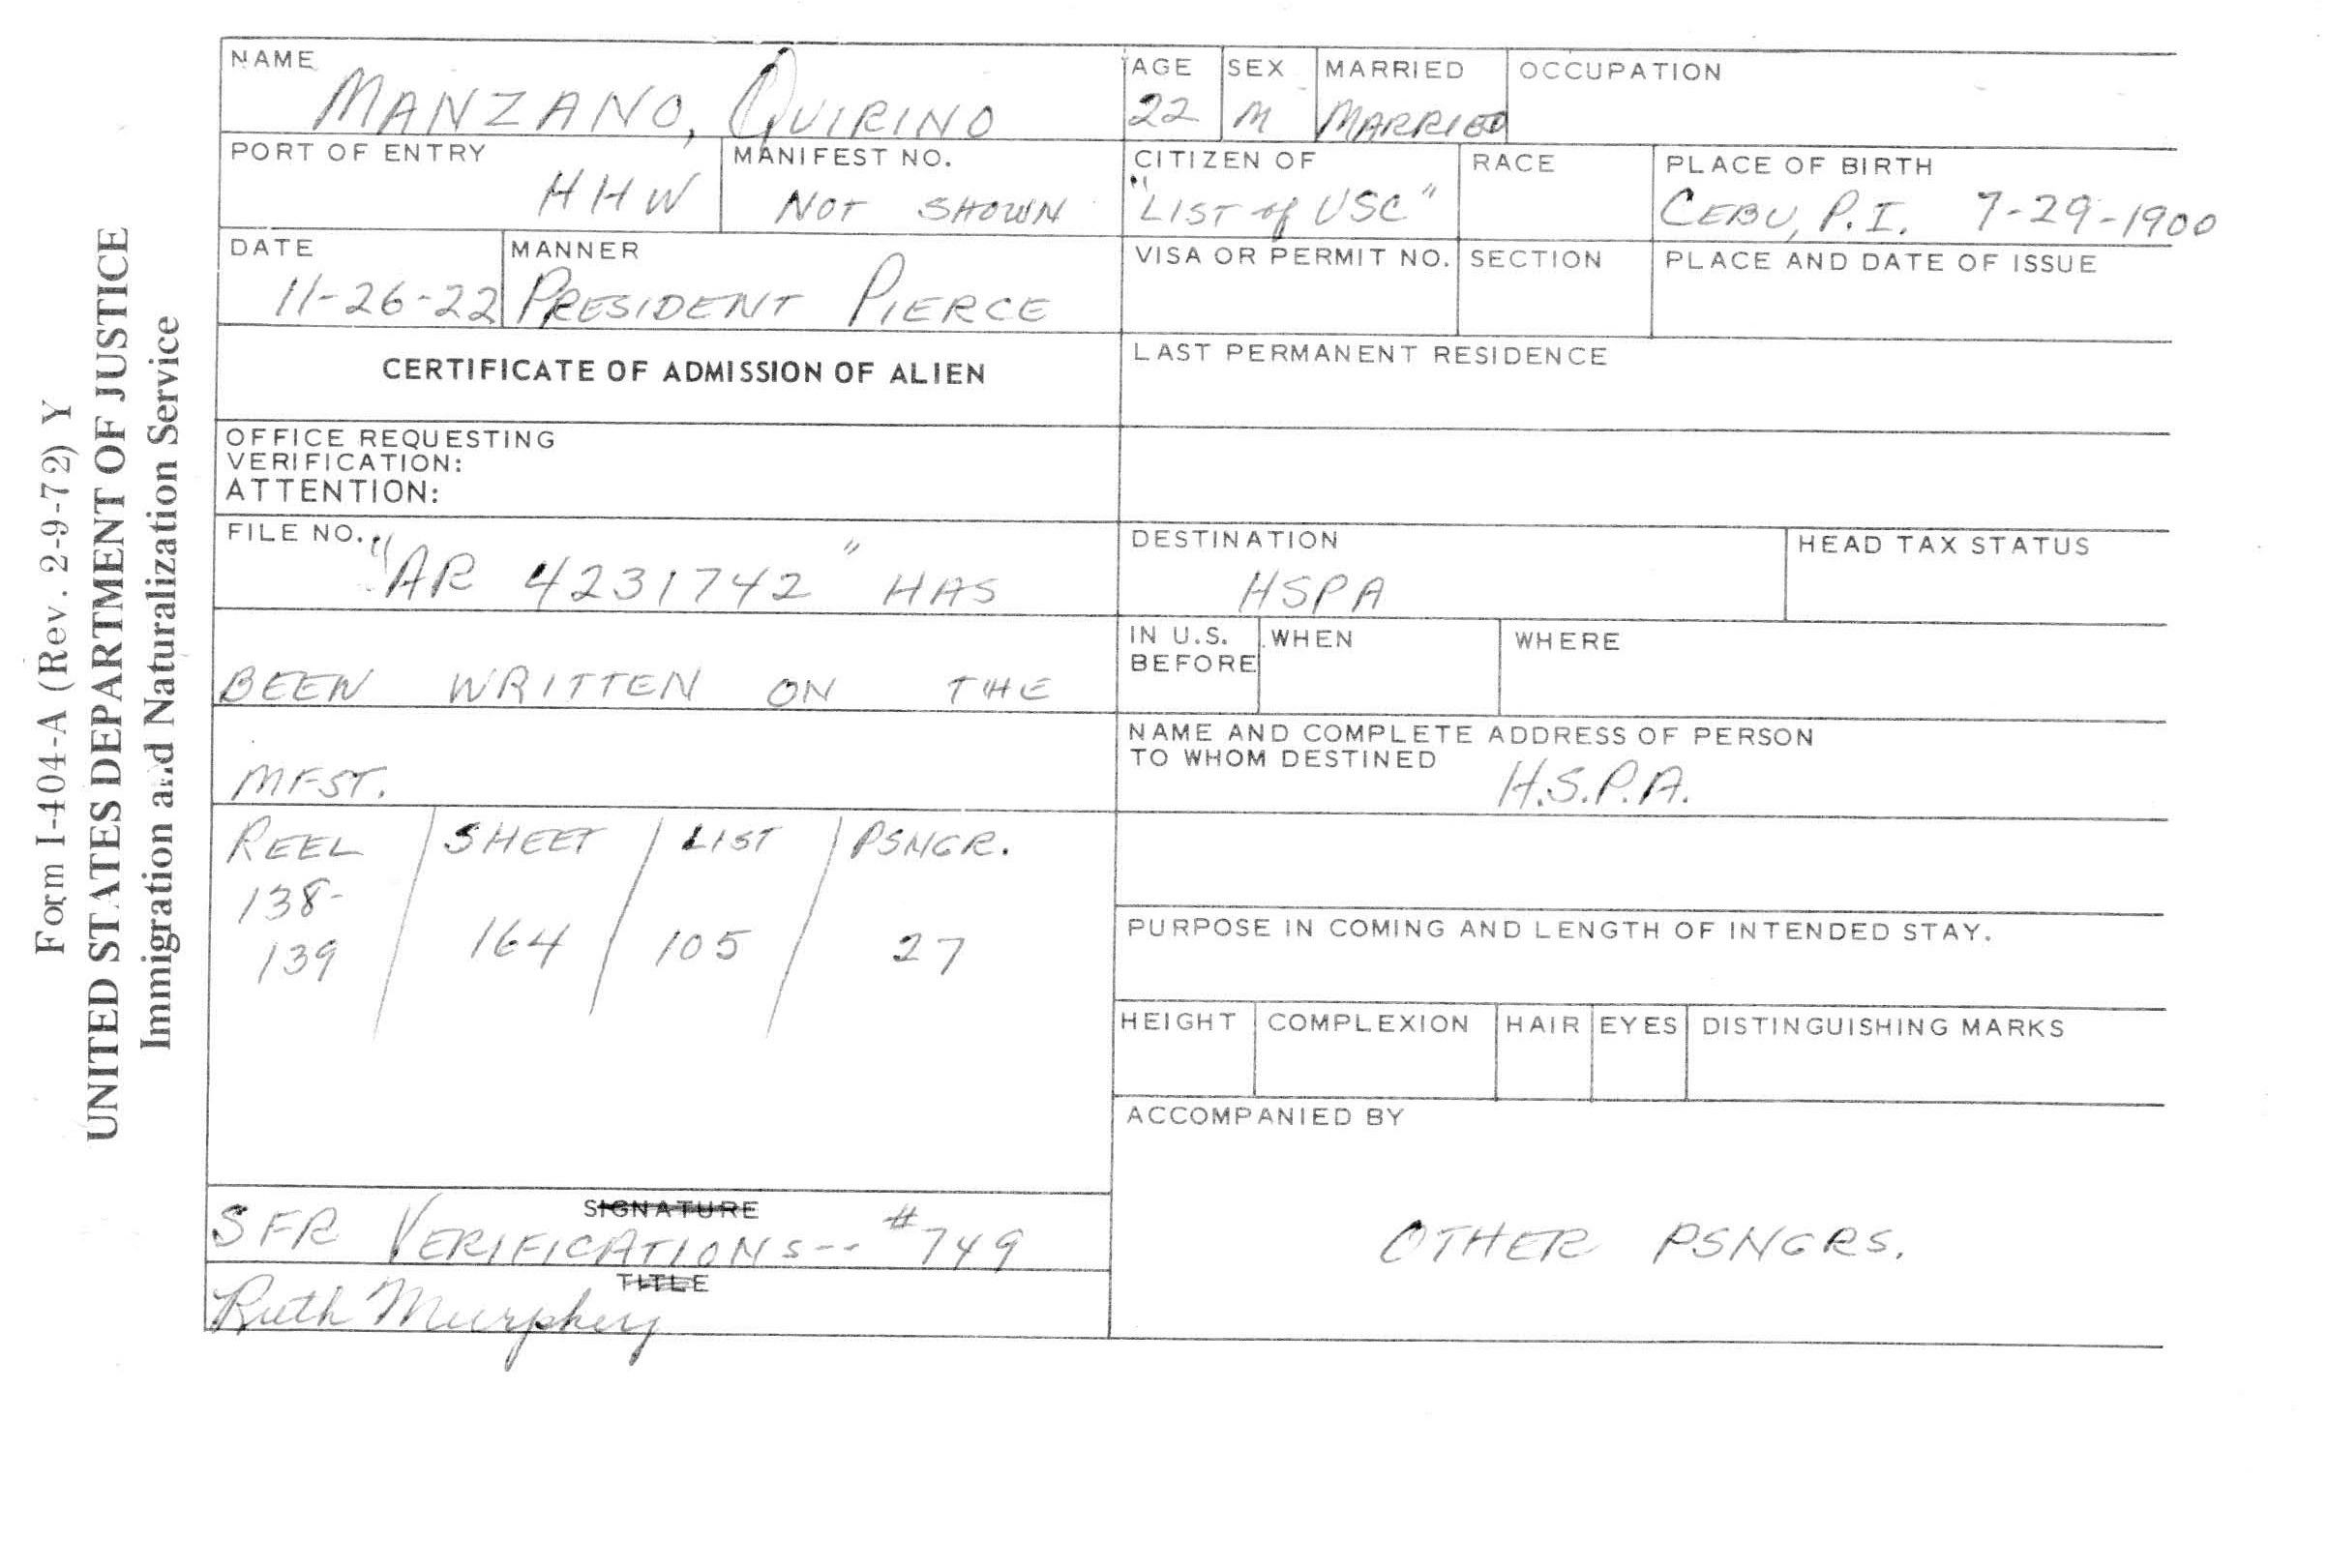 Form I-404-A (Rev. 2-9-72) Y
UNITED STATES DEPARTMENT OF JUSTICE
Immigration and Naturalization Service
NAME
MANZANO, QUIRINO
AGE
22
SEX
M
MARRIED
MARRIED
OCCUPATION
PORT OF ENTRY
HHW
MANIFEST NO.
NOT SHOWN
CITIZEN OF
"LIST of USC"
RACE
PLACE OF BIRTH
CEBU, P.I. 7-29-1900
DATE
11-26-22
MANNER
PRESIDENT PIERCE
VISA OR PERMIT NO.
SECTION
PLACE AND DATE OF ISSUE
CERTIFICATE OF ADMISSION OF ALIEN
LAST PERMANENT RESIDENCE
OFFICE REQUESTING
VERIFICATION:
ATTENTION:
FILE NO.
"AR 4231742" HAS
BEEN WRITTEN ON THE
MFST.
DESTINATION
HSPA
HEAD TAX STATUS
IN U.S.
BEFORE
WHEN
WHERE
NAME AND COMPLETE ADDRESS OF PERSON
TO WHOM DESTINED
H.S.P.A.
REEL / SHEET / LIST / PSNGR.
138-
139 164 105 27
PURPOSE IN COMING AND LENGTH OF INTENDED STAY.
HEIGHT
COMPLEXION
HAIR
EYES
DISTINGUISHING MARKS
ACCOMPANIED BY
OTHER PSNGRS.
SIGNATURE
SFR VERIFICATIONS-- #749
TITLE
Ruth Murphey